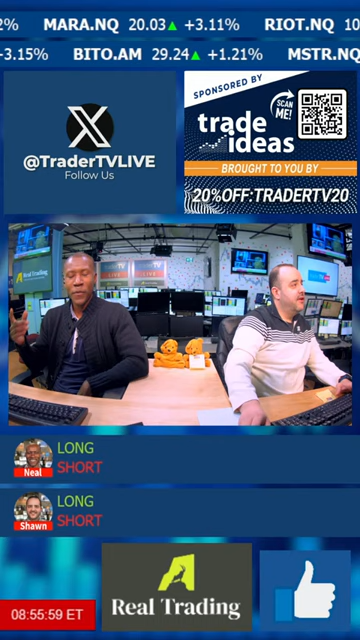 2% MARA.NQ 20.03▲ +3.11% RIOT.NQ 10
-3.15% BITO.AM 29.24▲ +1.21% MSTR.NQ
@TraderTVLIVE
Follow Us
SPONSORED BY
SCAN ME!
trade ideas
BROUGHT TO YOU BY
20%OFF:TRADERTV20
Real Trading
LONG
SHORT
Neal
LONG
SHORT
Shawn
08:55:59 ET
Real Trading